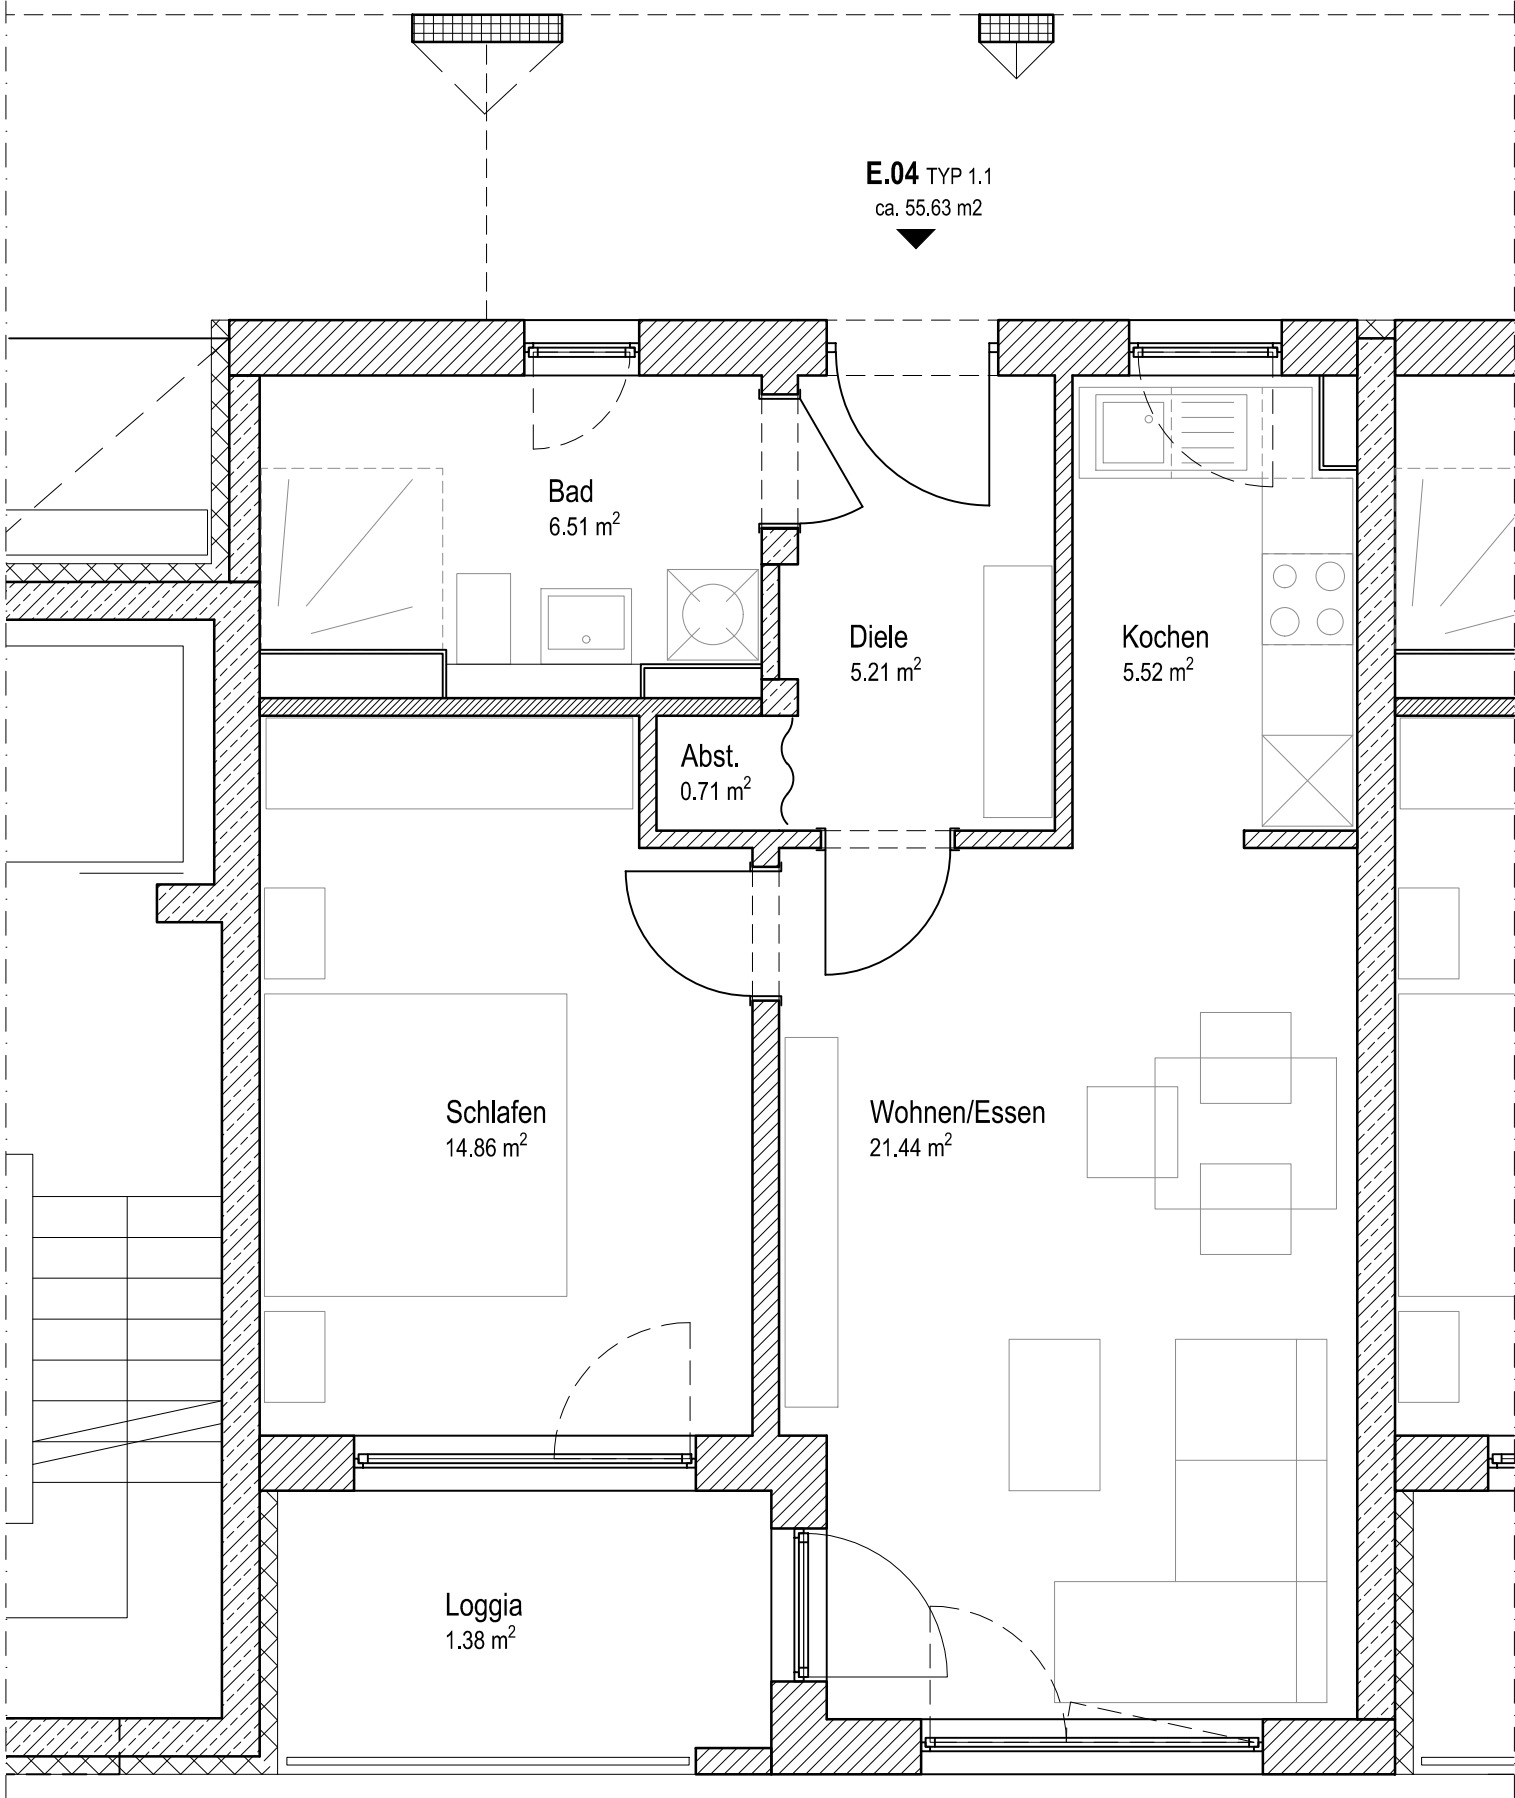 E.04 TYP 1.1
ca. 55.63 m2
Bad
6.51 m²
Diele
5.21 m²
Kochen
5.52 m²
Abst.
0.71 m²
Schlafen
14.86 m²
Wohnen/Essen
21.44 m²
Loggia
1.38 m²